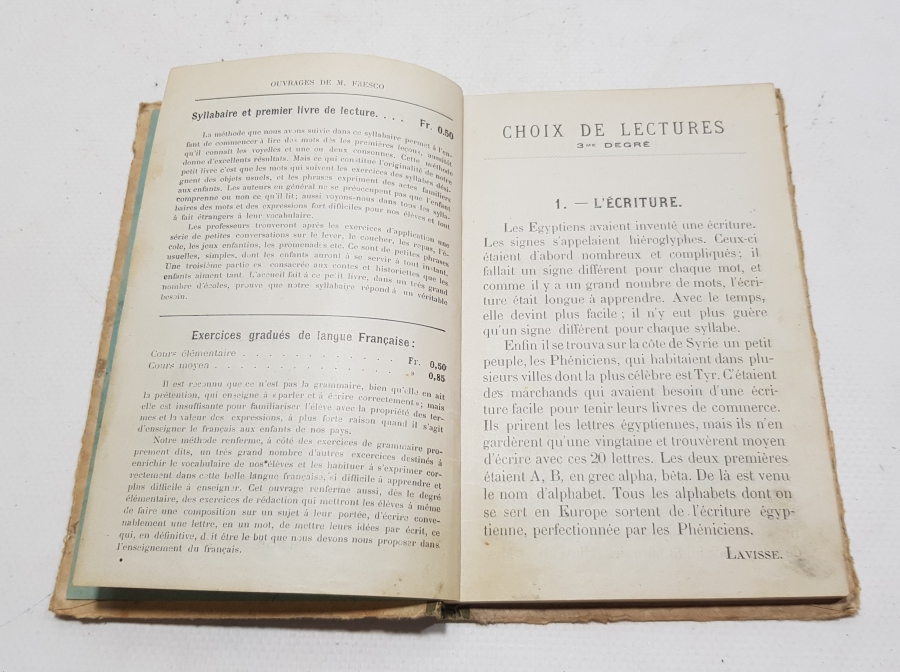 OUVRAGES DE M. FRESCO
Syllabaire et premier livre de lecture. . . . Fr. 0.50
La méthode que nous avons suivie dans ce syllabaire permet à l'en-
fant de commencer à lire des mots dès les premières leçons, aussitôt
qu'il connaît les voyelles et une ou deux consonnes. Cette méthode
donne d'excellents résultats. Mais ce qui constitue l'originalité de notre
petit livre c'est que les mots qui suivent les exercices des syllabes dési-
gnent des objets usuels, et les phrases expriment des actes familiers
aux enfants. Les auteurs en général ne se préoccupent pas que l'enfant
comprenne ou non ce qu'il lit; aussi voyons-nous dans tous les sylla-
baires des mots et des expressions fort difficiles pour nos élèves et tout
à fait étrangers à leur vocabulaire.
Les professeurs trouveront après les exercices d'application une
série de petites conversations sur le lever, le coucher, les repas, l'é-
cole, les jeux enfantins, les promenades etc. Ce sont de petites phrases
usuelles, simples, dont les enfants auront à se servir à tout instant.
Une troisième partie est consacrée aux contes et historiettes que les
enfants aiment tant. L'accueil fait à ce petit livre, dans un très grand
nombre d'écoles, prouve que notre syllabaire répond à un véritable
besoin.
Exercices gradués de langue Française:
Cours élémentaire . . . . . . . . . . . . Fr. 0,50
Cours moyen . . . . . . . . . . . . . . » 0.85
Il est reconnu que ce n'est pas la grammaire, bien qu'elle en ait
la prétention, qui enseigne à «parler et à écrire correctement»; mais
elle est insuffisante pour familiariser l'élève avec la propriété des ter-
mes et la valeur des expressions, à plus forte raison quand il s'agit
d'enseigner le français aux enfants de nos pays.
Notre méthode renferme, à côté des exercices de grammaire pro-
prement dits, un très grand nombre d'autres excercices destinés à
enrichir le vocabulaire de nos élèves et les habituer à s'exprimer cor-
rectement dans cette belle langue française, si difficile à apprendre et
plus difficile à enseigner. Cet ouvrage renferme aussi, dès le degré
élémentaire, des exercices de rédaction qui mettront les élèves à même
de faire une composition sur un sujet à leur portée, d'écrire conve-
nablement une lettre, en un mot, de mettre leurs idées par écrit, ce
qui, en définitive, doit être le but que nous devons nous proposer dans
l'enseignement du français.
CHOIX DE LECTURES
3ME DEGRÉ
1. — L'ÉCRITURE.
Les Egyptiens avaient inventé une écriture.
Les signes s'appelaient hiéroglyphes. Ceux-ci
étaient d'abord nombreux et compliqués; il
fallait un signe différent pour chaque mot, et
comme il y a un grand nombre de mots, l'écri-
ture était longue à apprendre. Avec le temps,
elle devint plus facile; il n'y eut plus guère
qu'un signe différent pour chaque syllabe.
Enfin il se trouva sur la côte de Syrie un petit
peuple, les Phéniciens, qui habitaient dans plu-
sieurs villes dont la plus célèbre est Tyr. C'étaient
des marchands qui avaient besoin d'une écri-
ture facile pour tenir leurs livres de commerce.
Ils prirent les lettres égyptiennes, mais ils n'en
gardèrent qu'une vingtaine et trouvèrent moyen
d'écrire avec ces 20 lettres. Les deux premières
étaient A, B, en grec alpha, bêta. De là est venu
le nom d'alphabet. Tous les alphabets dont on
se sert en Europe sortent de l'écriture égyp-
tienne, perfectionnée par les Phéniciens.
LAVISSE.